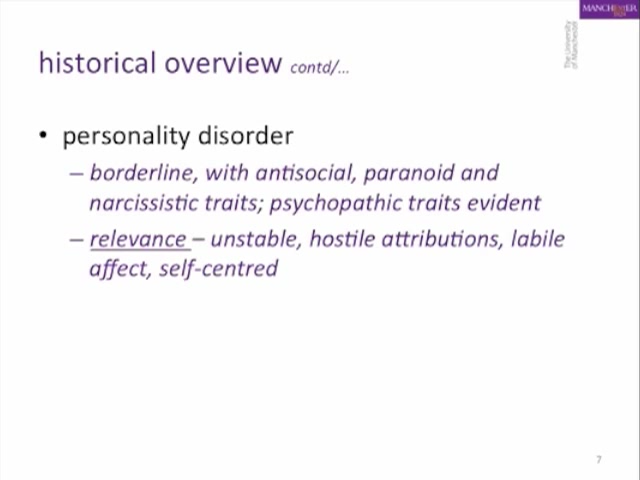 MANCHESTER
The University
of Manchester
historical overview contd/...
• personality disorder
– borderline, with antisocial, paranoid and
narcissistic traits; psychopathic traits evident
– relevance – unstable, hostile attributions, labile
affect, self-centred
7